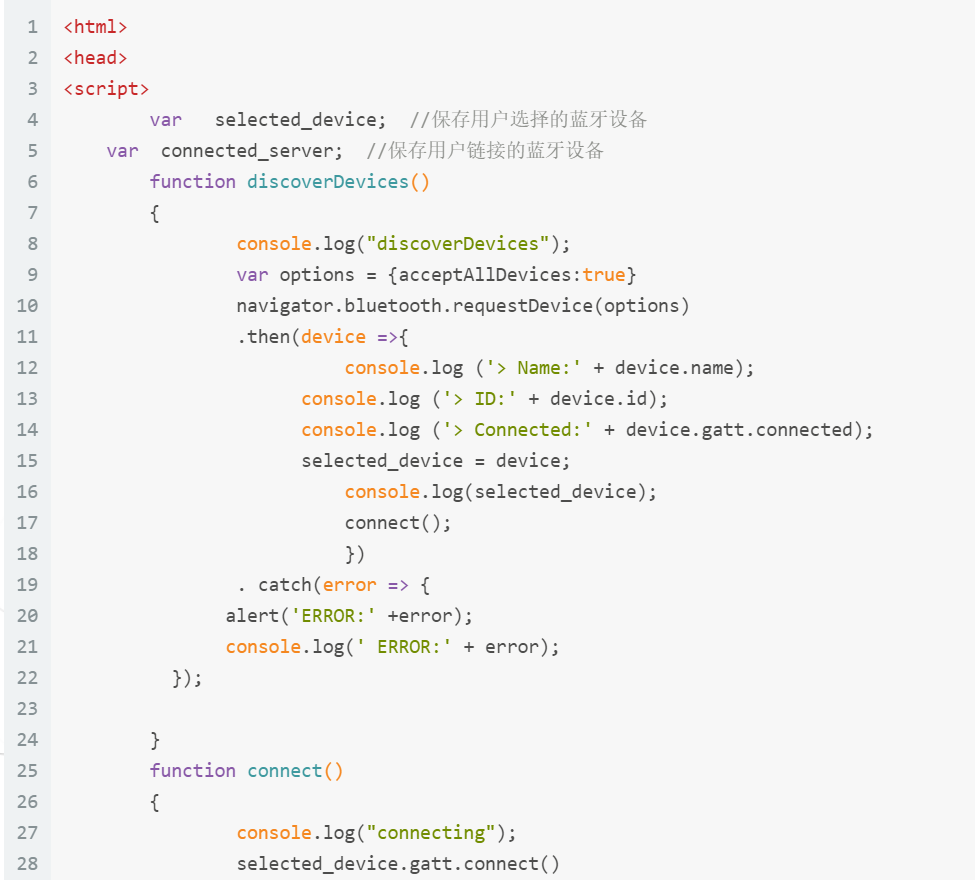 1 <html>
2 <head>
3 <script>
4 var selected_device; //保存用户选择的蓝牙设备
5 var connected_server; //保存用户链接的蓝牙设备
6 function discoverDevices()
7 {
8 console.log("discoverDevices");
9 var options = {acceptAllDevices:true}
10 navigator.bluetooth.requestDevice(options)
11 .then(device =>{
12 console.log ('> Name:' + device.name);
13 console.log ('> ID:' + device.id);
14 console.log ('> Connected:' + device.gatt.connected);
15 selected_device = device;
16 console.log(selected_device);
17 connect();
18 })
19 . catch(error => {
20 alert('ERROR:' +error);
21 console.log(' ERROR:' + error);
22 });
23
24 }
25 function connect()
26 {
27 console.log("connecting");
28 selected_device.gatt.connect()